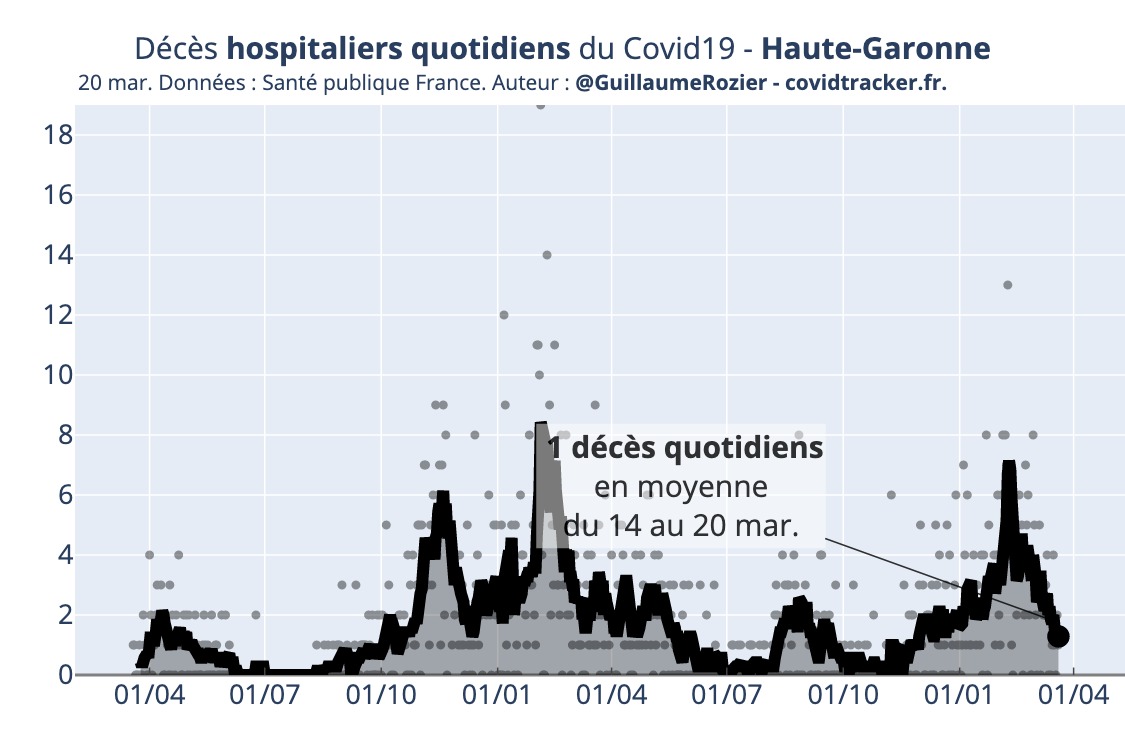 Décès hospitaliers quotidiens du Covid19 - Haute-Garonne
20 mar. Données : Santé publique France. Auteur : @GuillaumeRozier - covidtracker.fr.
18
16
14
12
10
8
6
4
2
0
1 décès quotidiens
en moyenne
du 14 au 20 mar.
01/04 01/07 01/10 01/01 01/04 01/07 01/10 01/01 01/04